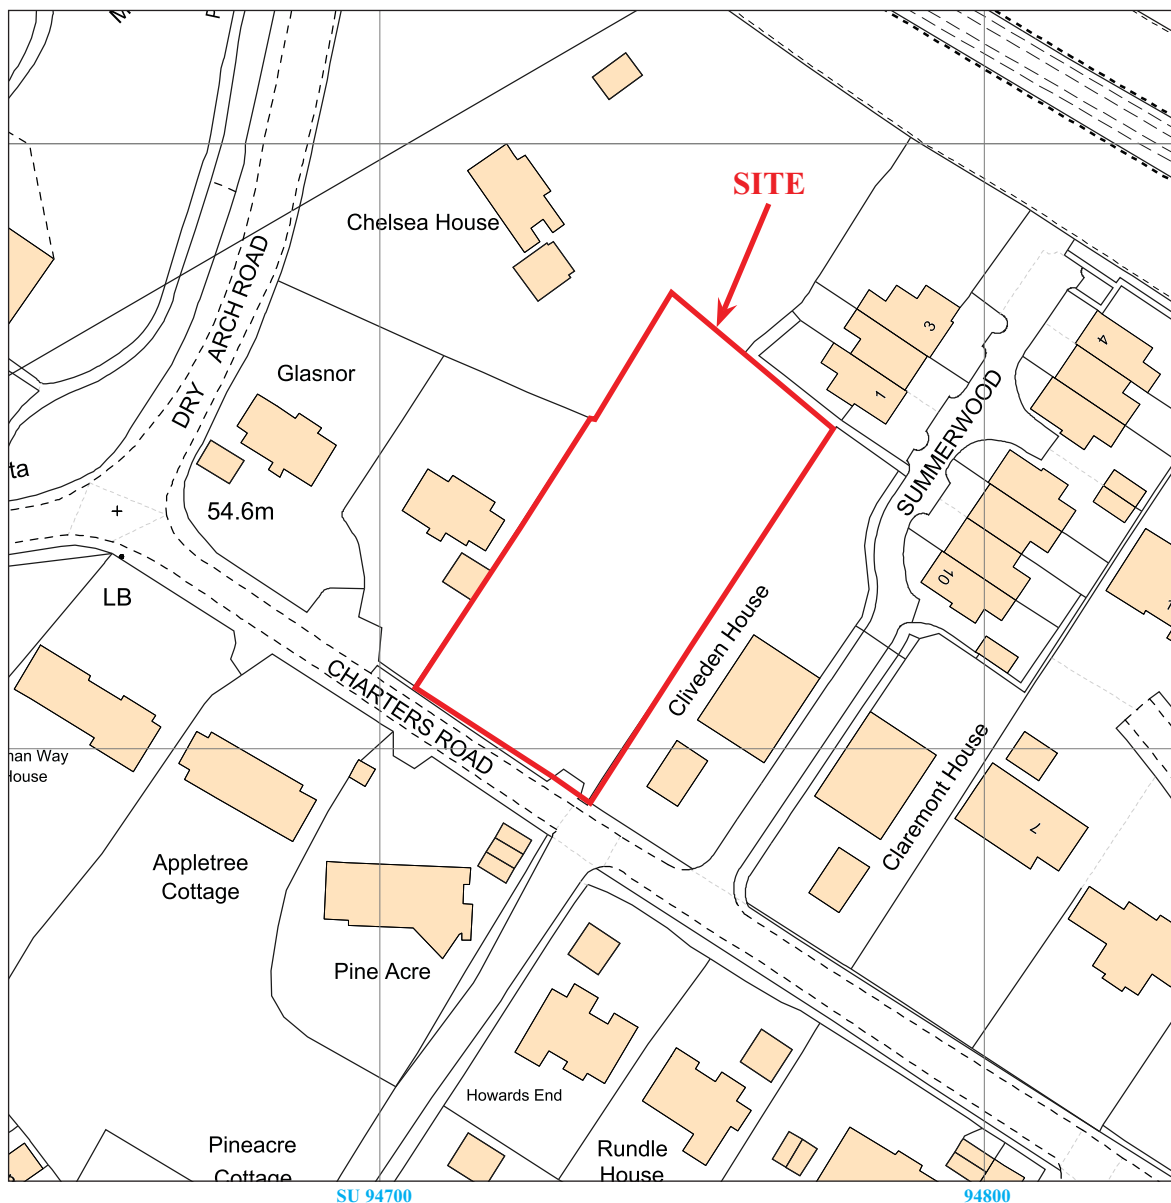 SITE
Chelsea House
DRY ARCH ROAD
Glasnor
3
1
4
SUMMERWOOD
ta
54.6m
10
LB
Cliveden House
CHARTERS ROAD
nan Way
House
Claremont House
7
Appletree
Cottage
Pine Acre
Howards End
Pineacre
Cottage
Rundle
House
SU 94700
94800